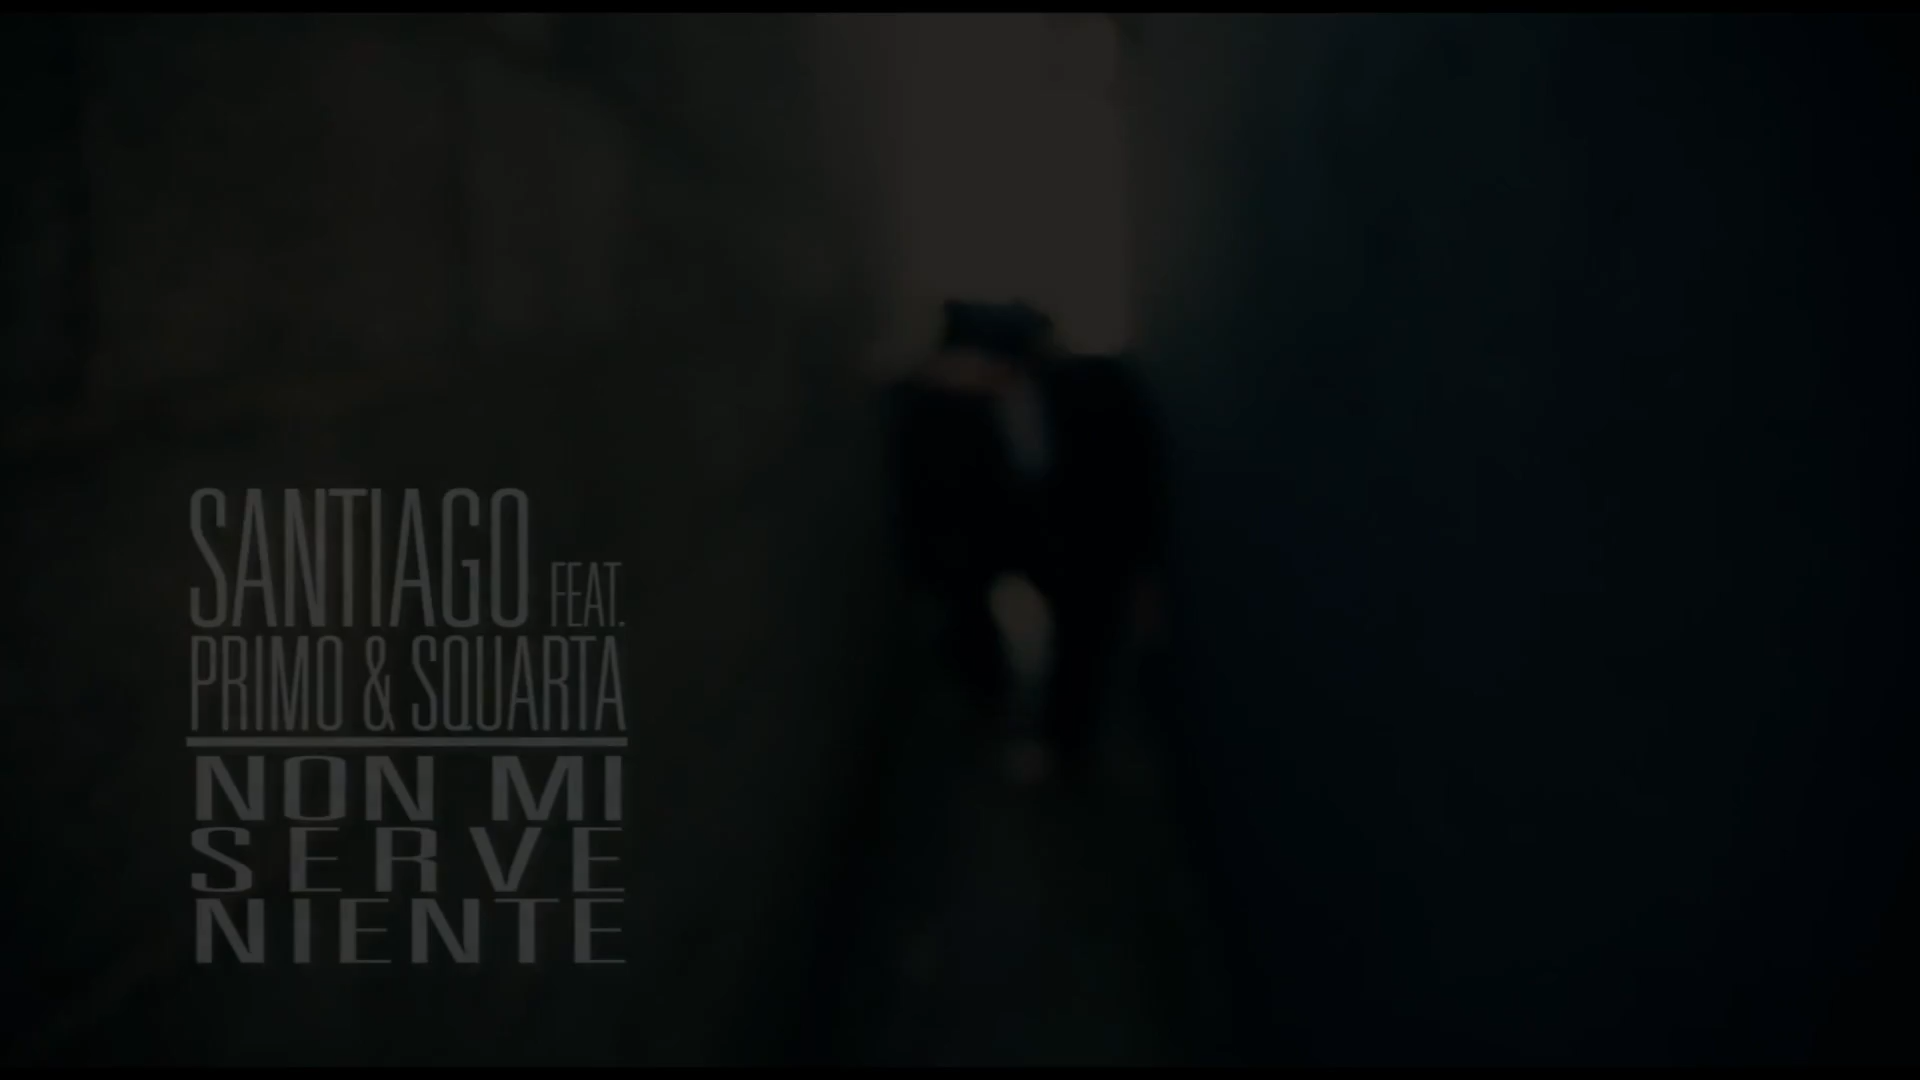 SANTIAGO FEAT.
PRIMO & SQUARTA
NON MI
SERVE
NIENTE